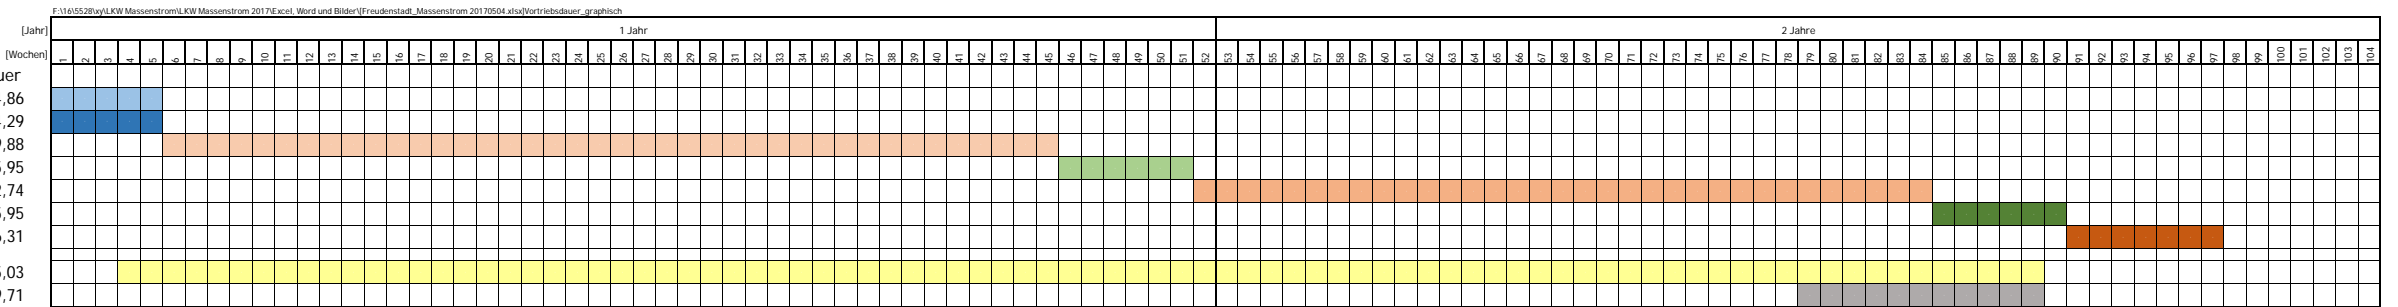 F:\16\5528\xy\LKW Massenstrom\LKW Massenstrom 2017\Excel, Word und Bilder\[Freudenstadt_Massenstrom 20170504.xlsx]Vortriebsdauer_graphisch
[Jahr] 1 Jahr 2 Jahre
[Wochen] 1 2 3 4 5 6 7 8 9 10 11 12 13 14 15 16 17 18 19 20 21 22 23 24 25 26 27 28 29 30 31 32 33 34 35 36 37 38 39 40 41 42 43 44 45 46 47 48 49 50 51 52 53 54 55 56 57 58 59 60 61 62 63 64 65 66 67 68 69 70 71 72 73 74 75 76 77 78 79 80 81 82 83 84 85 86 87 88 89 90 91 92 93 94 95 96 97 98 99 100 101 102 103 104
uer
,86
,29
,88
,95
,74
,95
,31
,03
,71